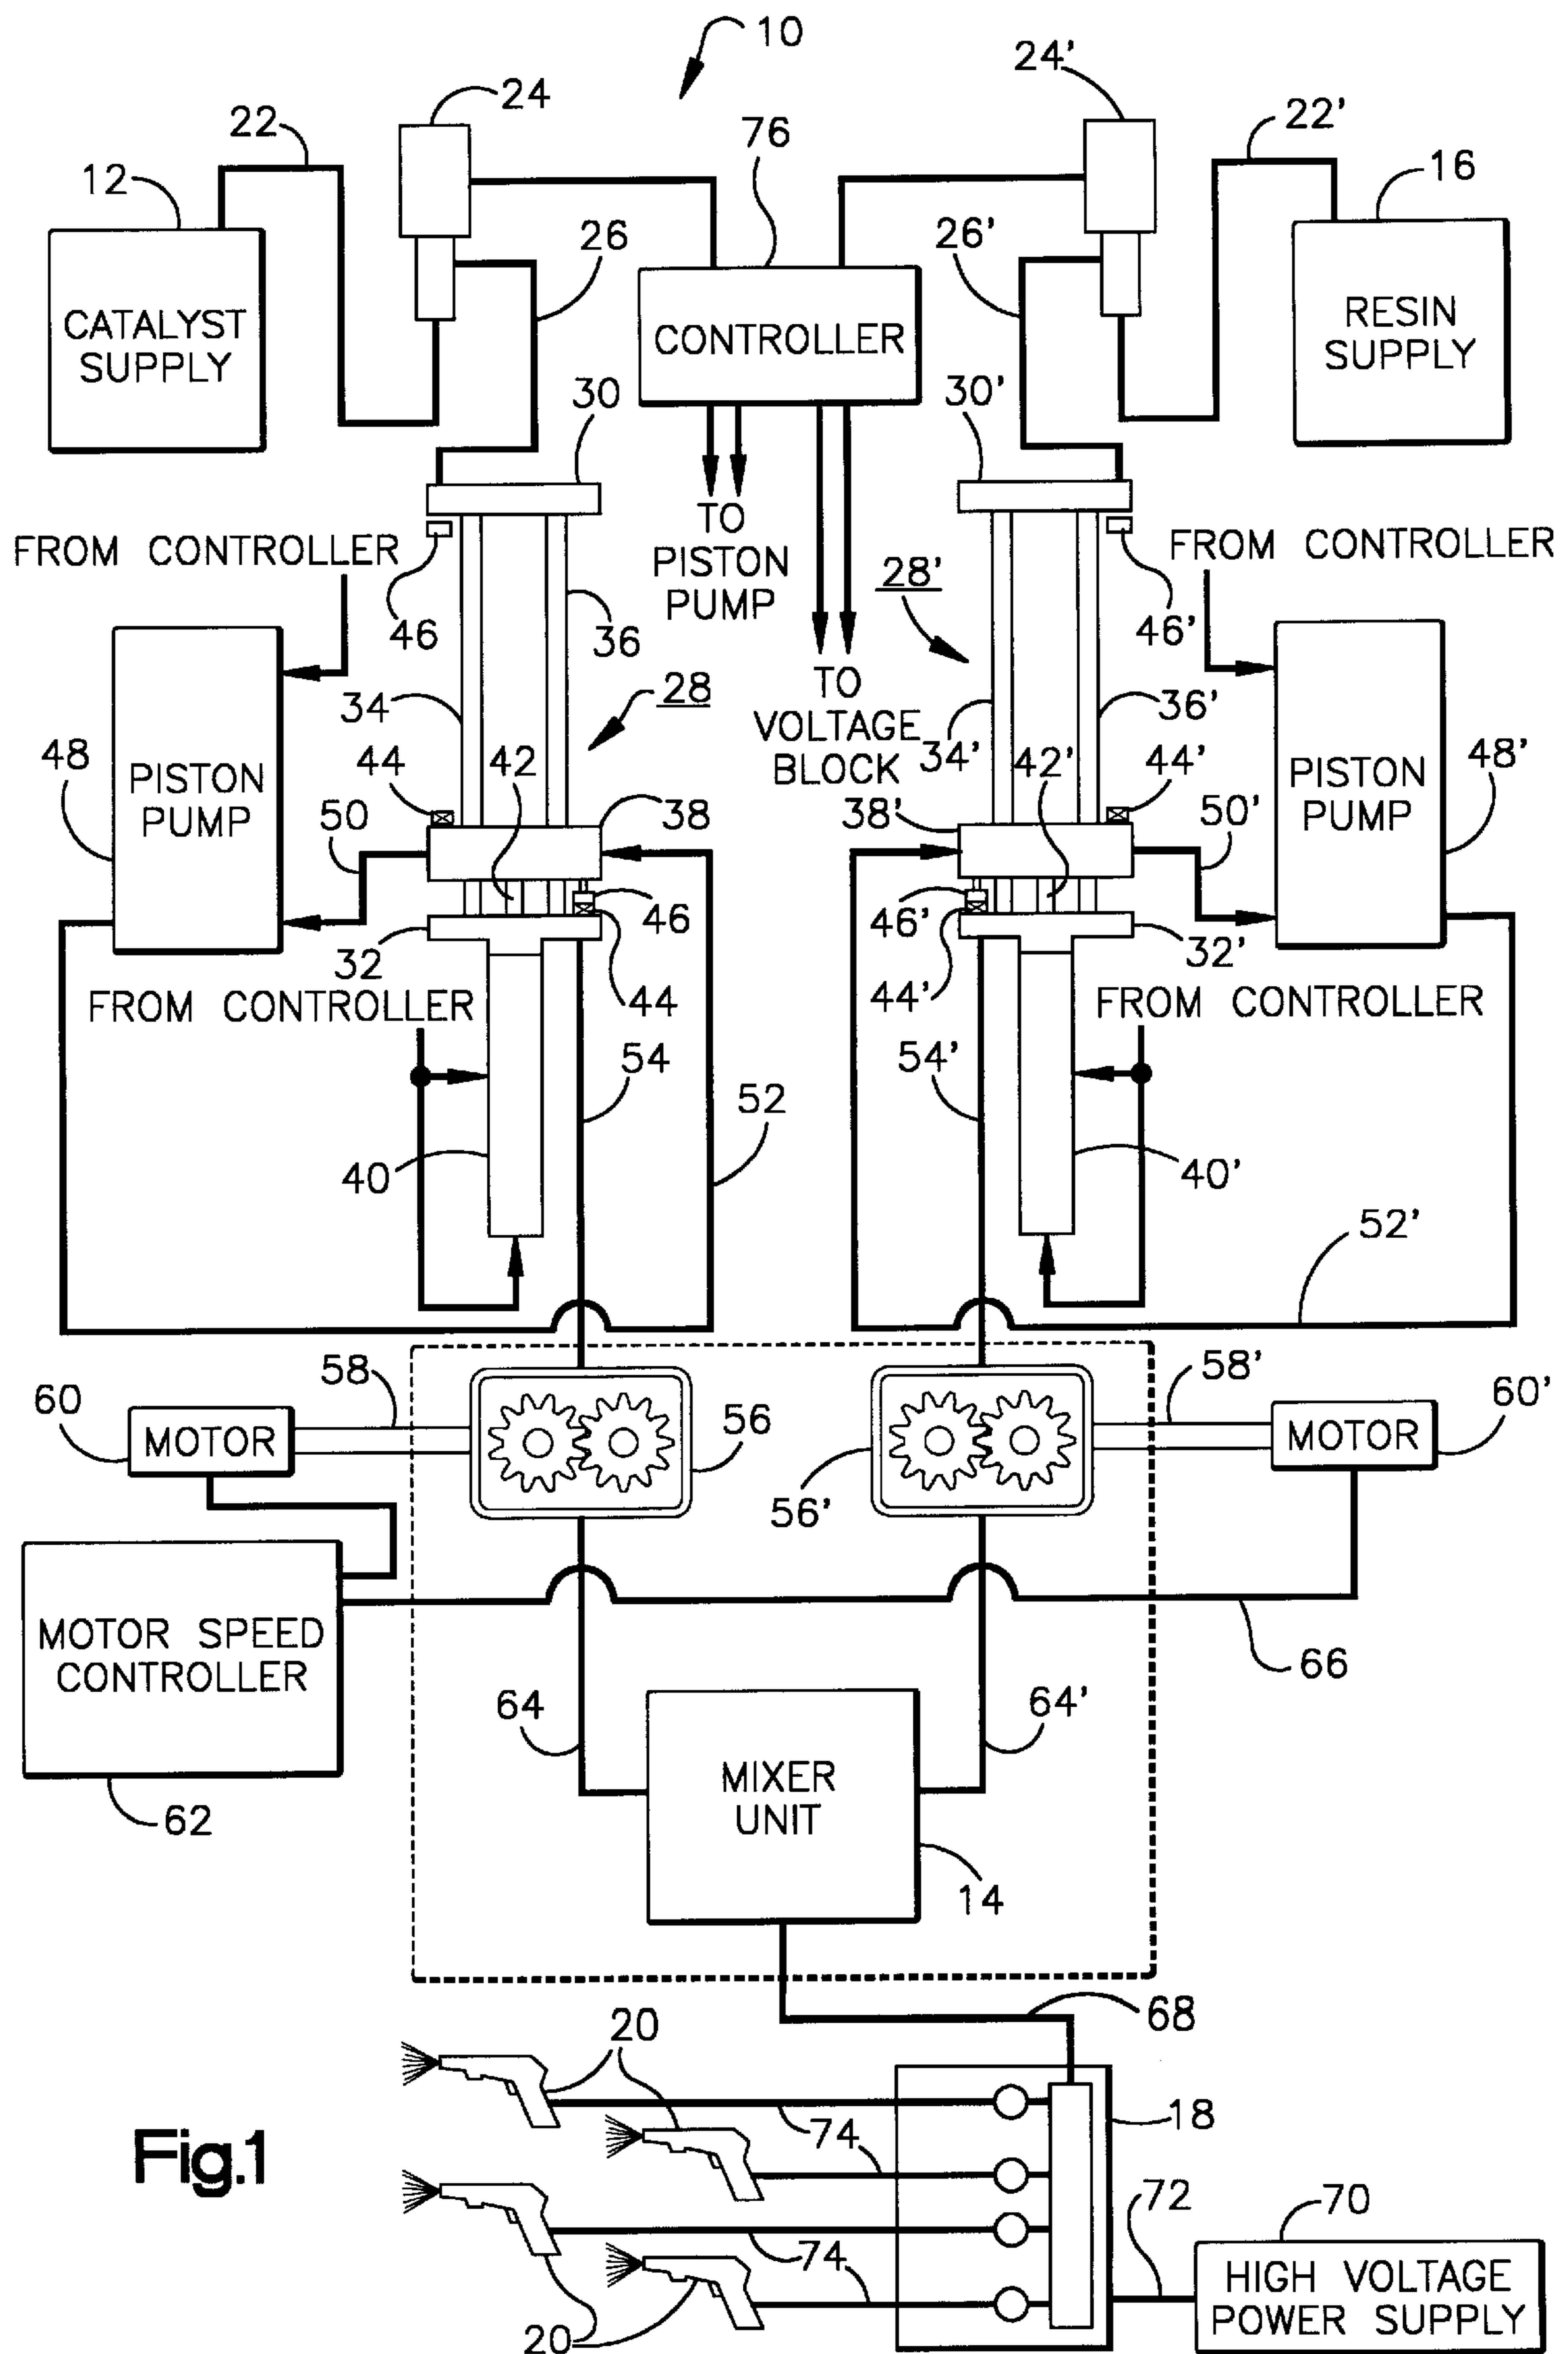 10
24
24'
22
76
22'
12
16
26
26'
CATALYST
SUPPLY
CONTROLLER
RESIN
SUPPLY
30
30'
TO
PISTON
PUMP
FROM CONTROLLER
FROM CONTROLLER
28'
46
36
46'
34
28
TO
VOLTAGE
BLOCK
34'
36'
48
PISTON
PUMP
44
42
42'
44'
PISTON
PUMP
48'
50
38
38'
50'
46
46'
32
32'
44
44'
FROM CONTROLLER
FROM CONTROLLER
54
54'
52
40
40'
52'
58
58'
60
MOTOR
56
MOTOR
60'
56'
MOTOR SPEED
CONTROLLER
66
64
64'
MIXER
UNIT
62
14
68
20
18
74
Fig.1
72
70
74
HIGH VOLTAGE
POWER SUPPLY
20